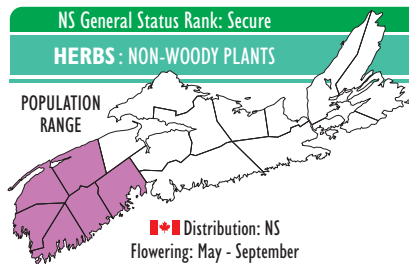 NS General Status Rank: Secure
HERBS : NON-WOODY PLANTS
POPULATION
RANGE
Distribution: NS
Flowering: May - September